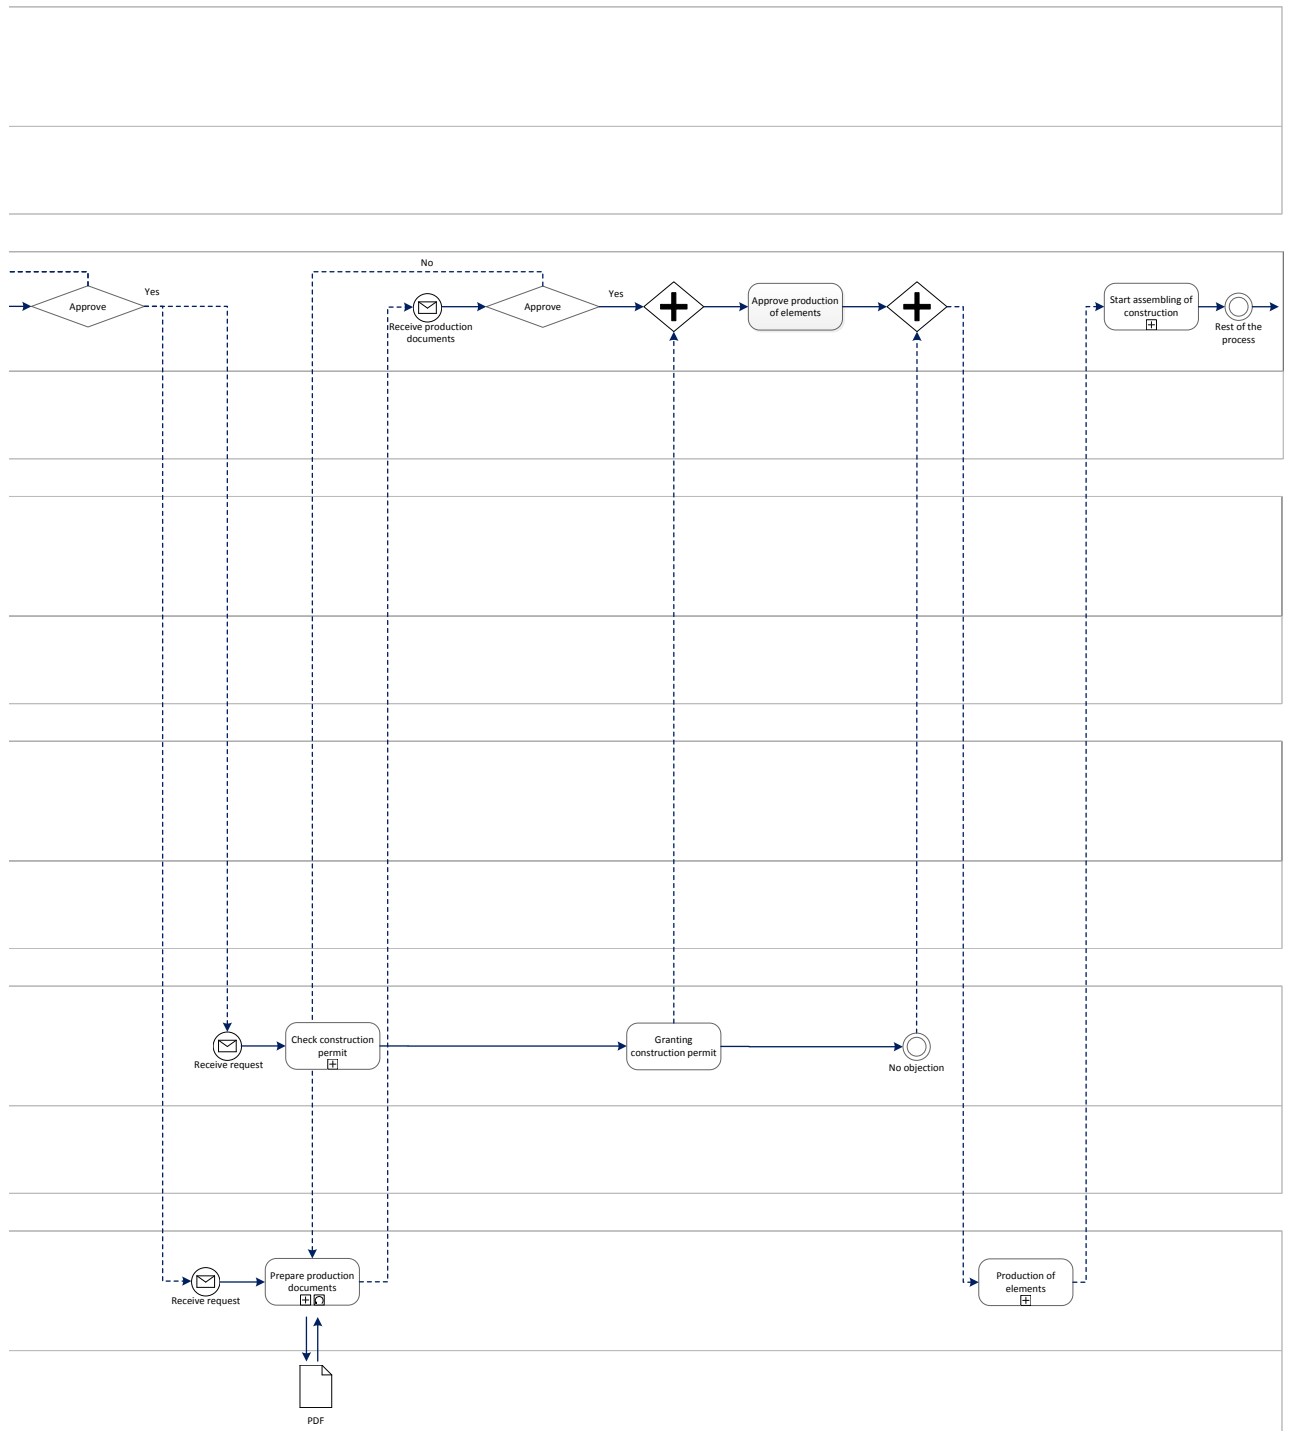 No
Yes
Approve
Receive production
documents
Approve
Yes
Approve production
of elements
Start assembling of
construction
Rest of the
process
Receive request
Check construction
permit
Granting
construction permit
No objection
Receive request
Prepare production
documents
Production of
elements
PDF